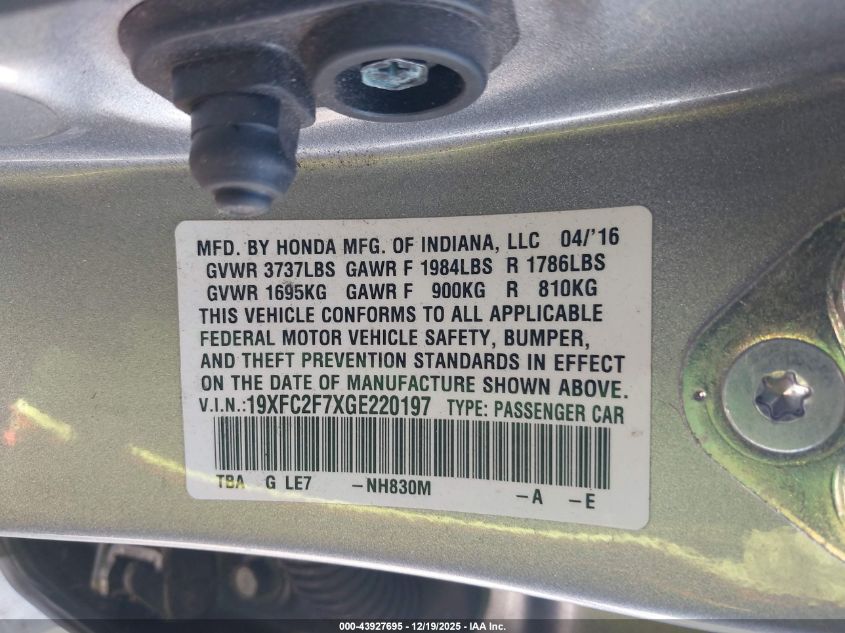 MFD. BY HONDA MFG. OF INDIANA, LLC 04/'16
GVWR 3737LBS GAWR F 1984LBS R 1786LBS
GVWR 1695KG GAWR F 900KG R 810KG
THIS VEHICLE CONFORMS TO ALL APPLICABLE
FEDERAL MOTOR VEHICLE SAFETY, BUMPER,
AND THEFT PREVENTION STANDARDS IN EFFECT
ON THE DATE OF MANUFACTURE SHOWN ABOVE.
V.I.N.:19XFC2F7XGE220197 TYPE: PASSENGER CAR
TBA G LE7 -NH830M -A -E
000-43927695 - 12/19/2025 - IAA Inc.